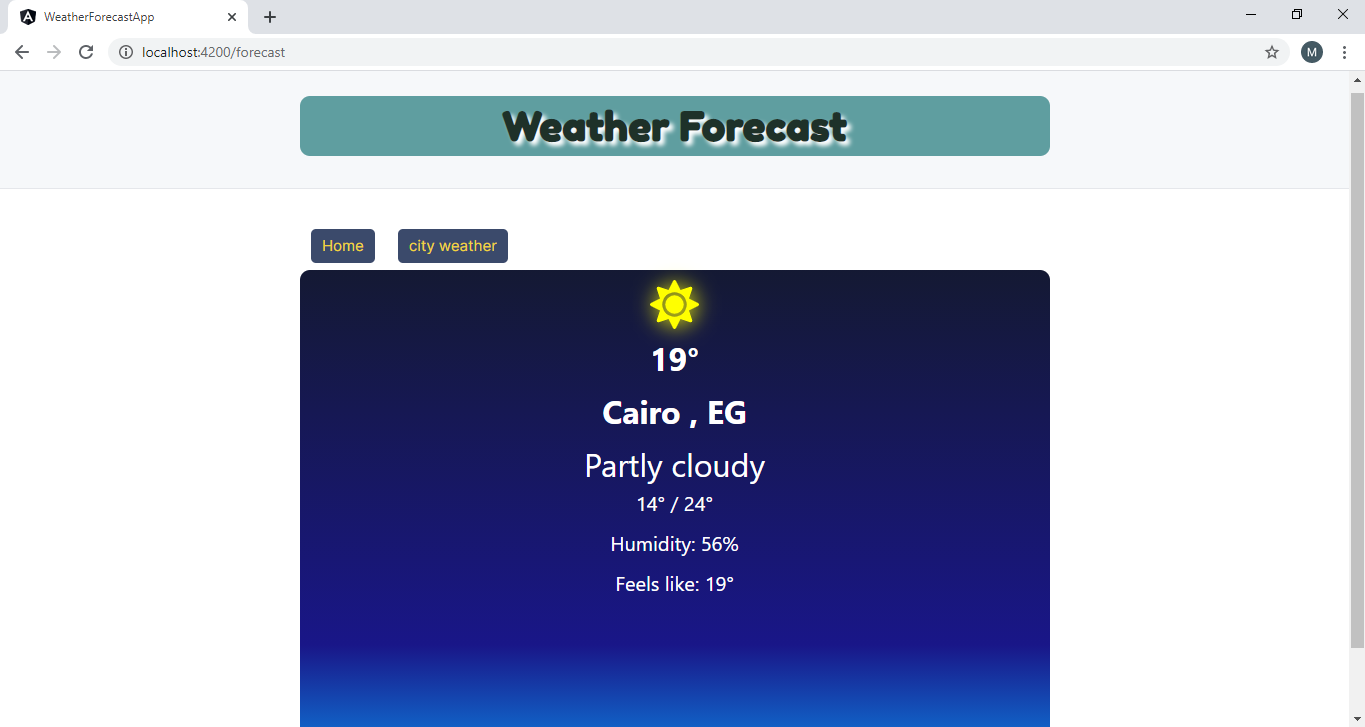 WeatherForecastApp
localhost:4200/forecast
M
Weather Forecast
Home city weather
19°
Cairo , EG
Partly cloudy
14° / 24°
Humidity: 56%
Feels like: 19°